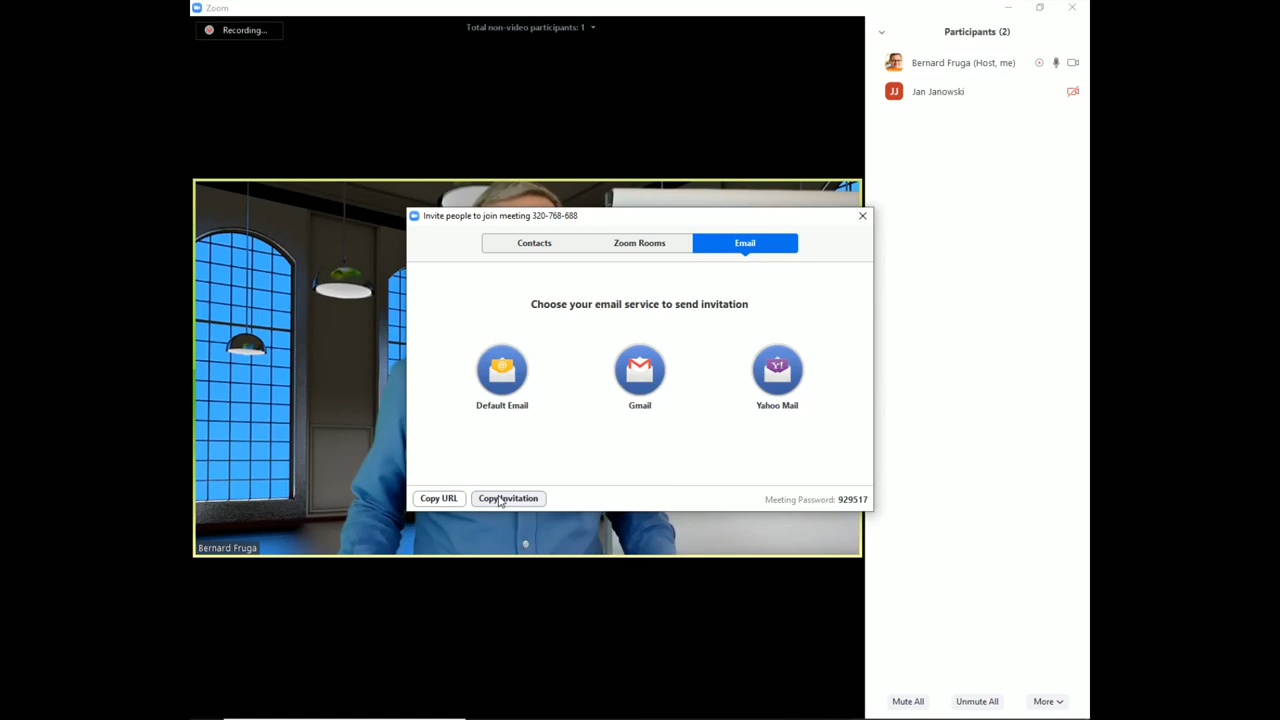 Zoom
Recording...
Total non-video participants: 1
Participants (2)
Bernard Fruga (Host, me)
JJ Jan Janowski
Invite people to join meeting 320-768-688
Contacts Zoom Rooms Email
Choose your email service to send invitation
Default Email Gmail Yahoo Mail
Copy URL Copy Invitation Meeting Password: 929517
Bernard Fruga
Mute All Unmute All More